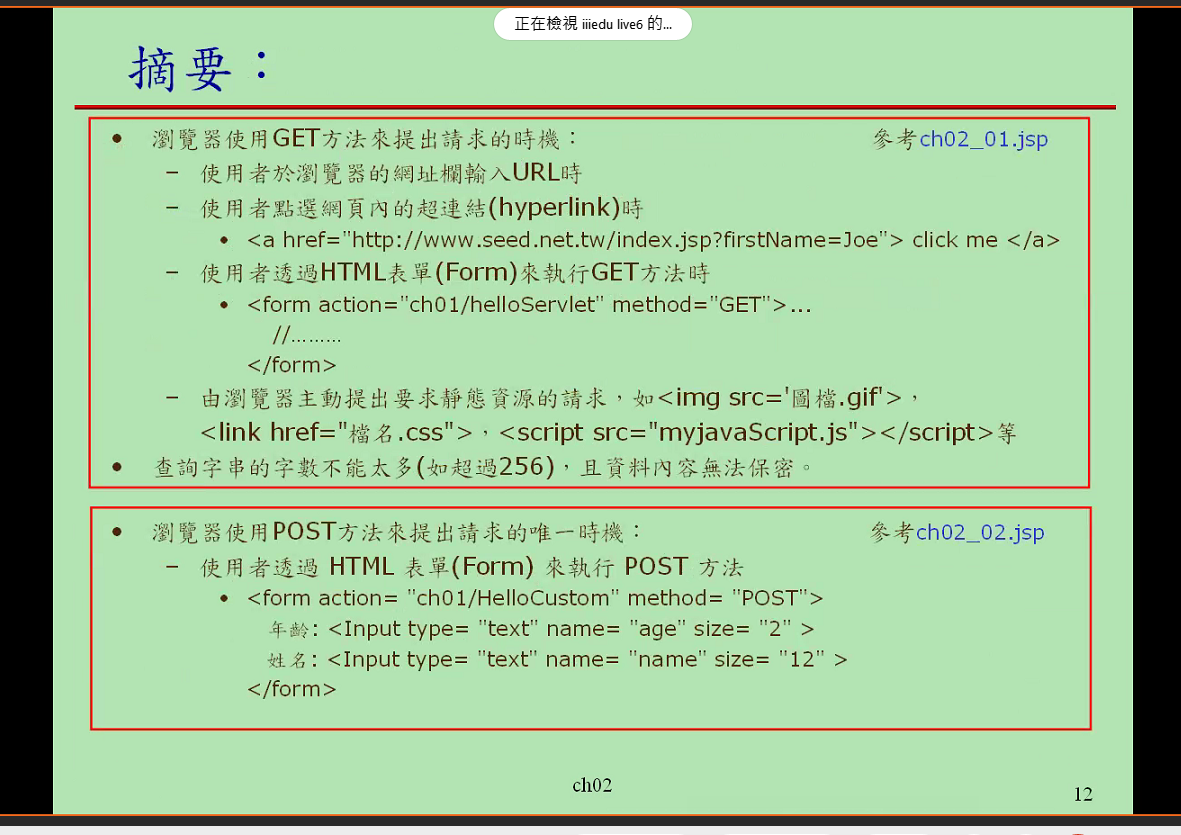 正在檢視 iiiedu live6 的...
摘要：
• 瀏覽器使用GET方法來提出請求的時機： 參考ch02_01.jsp
– 使用者於瀏覽器的網址欄輸入URL時
– 使用者點選網頁內的超連結(hyperlink)時
• <a href="http://www.seed.net.tw/index.jsp?firstName=Joe"> click me </a>
– 使用者透過HTML表單(Form)來執行GET方法時
• <form action="ch01/helloServlet" method="GET">...
//.........
</form>
– 由瀏覽器主動提出要求靜態資源的請求，如<img src='圖檔.gif'>，
<link href="檔名.css">，<script src="myjavaScript.js"></script>等
• 查詢字串的字數不能太多(如超過256)，且資料內容無法保密。
• 瀏覽器使用POST方法來提出請求的唯一時機： 參考ch02_02.jsp
– 使用者透過 HTML 表單(Form) 來執行 POST 方法
• <form action= "ch01/HelloCustom" method= "POST">
年齡: <Input type= "text" name= "age" size= "2" >
姓名: <Input type= "text" name= "name" size= "12" >
</form>
ch02
12